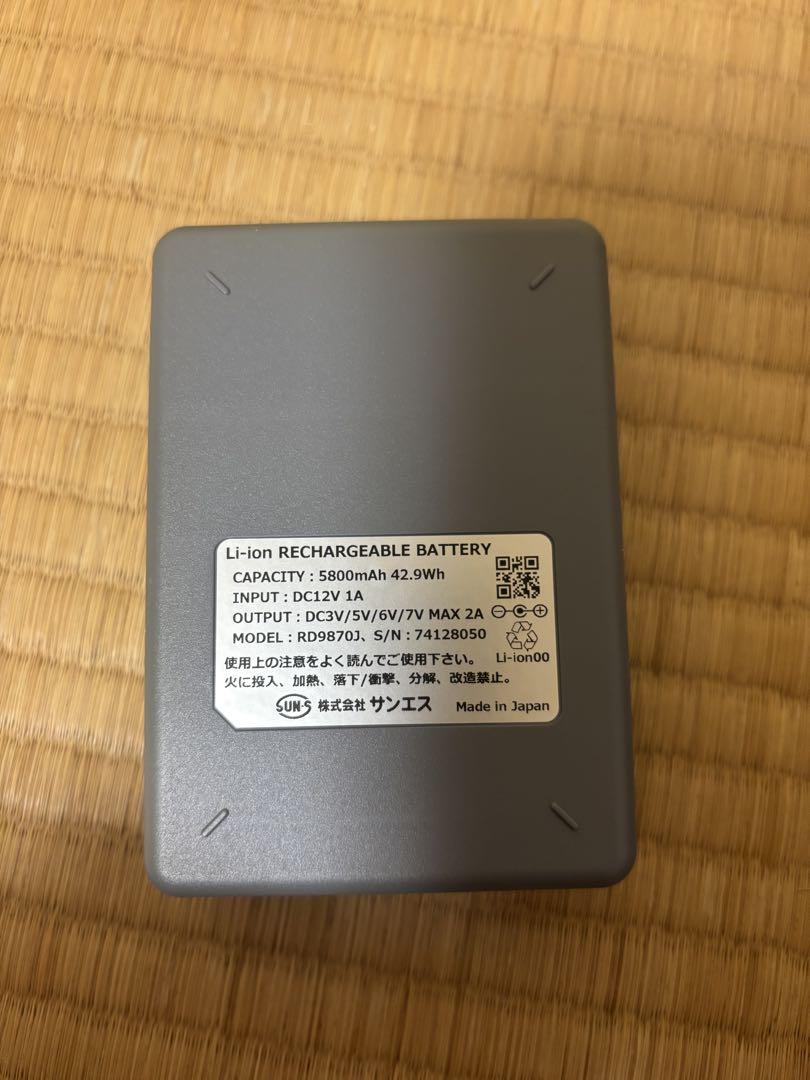 Li-ion RECHARGEABLE BATTERY
CAPACITY : 5800mAh 42.9Wh
INPUT : DC12V 1A
OUTPUT : DC3V/5V/6V/7V MAX 2A
MODEL : RD9870J、S/N : 74128050
使用上の注意をよく読んでご使用下さい。 Li-ion00
火に投入、加熱、落下/衝撃、分解、改造禁止。
SUN·S 株式会社 サンエス Made in Japan